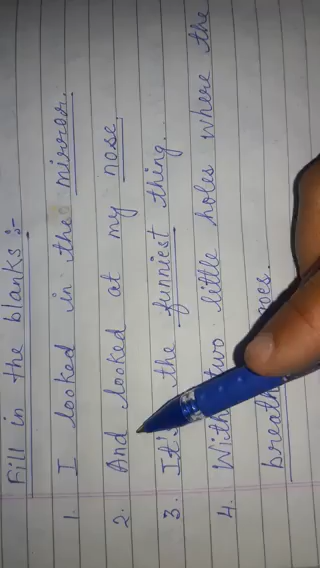 Fill in the blanks :-
1. I looked in the mirror.
2. And looked at my nose
3. It's the funniest thing.
4. With two little holes where the
breath goes.